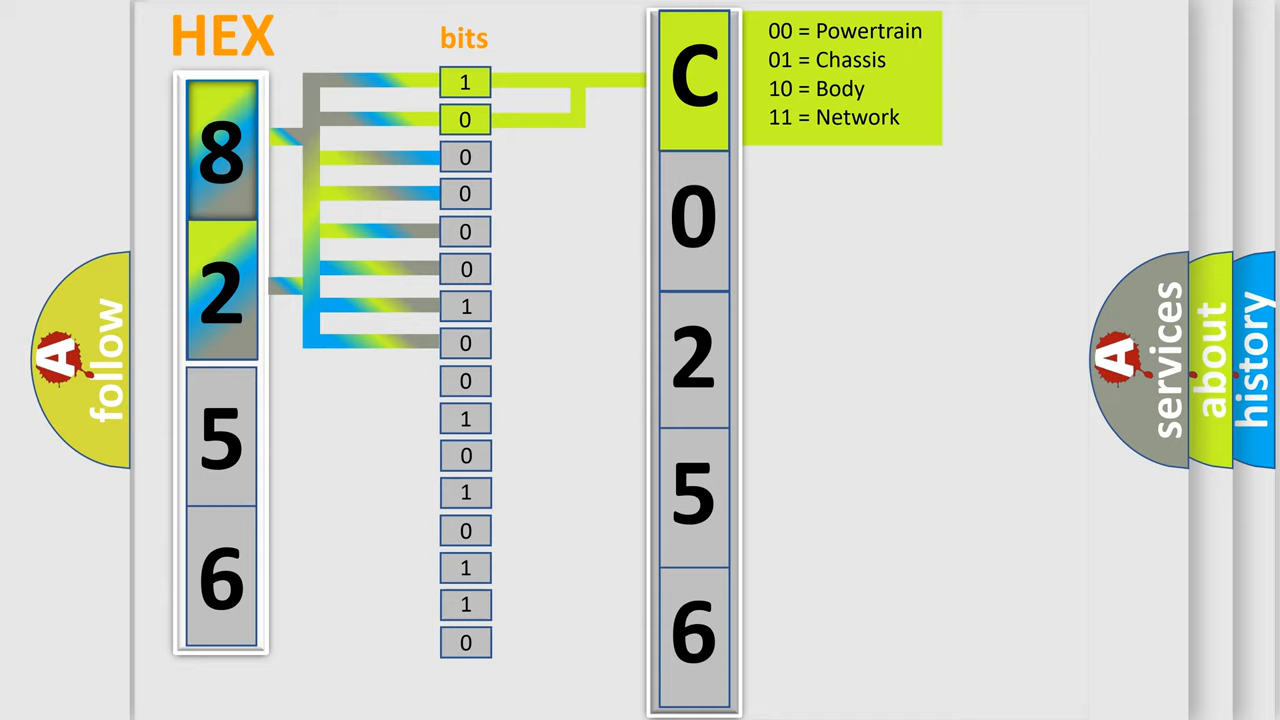 HEX
bits
8
2
5
6
1
0
0
0
0
0
1
0
0
1
0
1
0
1
1
0
C
0
2
5
6
00 = Powertrain
01 = Chassis
10 = Body
11 = Network
A
follow
A
services
about
history